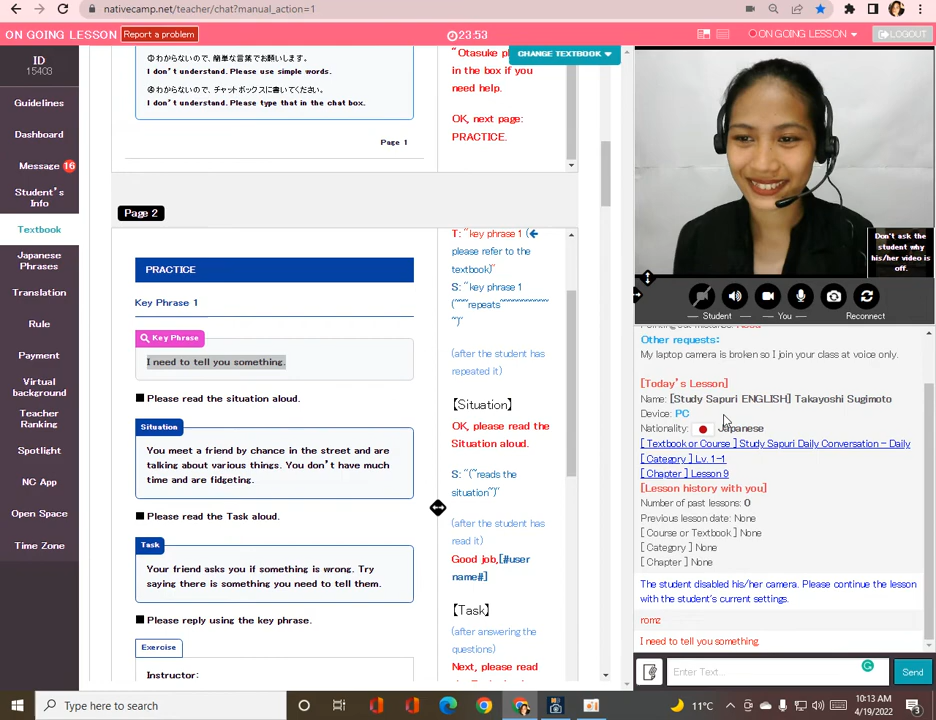 nativecamp.net/teacher/chat?manual_action=1
ON GOING LESSON
Report a problem
23:53
ON GOING LESSON
LOGOUT
ID
15403
Guidelines
Dashboard
Message 16
Student's
Info
Textbook
Japanese
Phrases
Translation
Rule
Payment
Virtual
background
Teacher
Ranking
Spotlight
NC App
Open Space
Time Zone
③わからないので、簡単な言葉でお願いします。
I don't understand. Please use simple words.
④わからないので、チャットボックスに書いてください。
I don't understand. Please type that in the chat box.
Page 1
CHANGE TEXTBOOK
"Otasuke
in the box if you
need help.
OK, next page:
PRACTICE.
Page 2
PRACTICE
Key Phrase 1
Key Phrase
I need to tell you something.
■ Please read the situation aloud.
Situation
You meet a friend by chance in the street and are
talking about various things. You don't have much
time and are fidgeting.
■ Please read the Task aloud.
Task
Your friend asks you if something is wrong. Try
saying there is something you need to tell them.
■ Please reply using the key phrase.
Exercise
Instructor:
T: "key phrase 1 (←
please refer to the
textbook)"
S: "key phrase 1
(~~~repeats~~~~~~~~~~
~)"
(after the student has
repeated it)
【Situation】
OK, please read the
Situation aloud.
S: "(~reads the
situation~)"
(after the student has
read it)
Good job,[#user
name#]
【Task】
(after answering the
questions)
Next, please read
Don't ask the
student why
his/her video is
off.
Student
You
Reconnect
Other requests:
My laptop camera is broken so I join your class at voice only.
[Today's Lesson]
Name: [Study Sapuri ENGLISH] Takayoshi Sugimoto
Device: PC
Nationality: Japanese
[ Textbook or Course ] Study Sapuri Daily Conversation - Daily
[ Category ] Lv. 1-1
[ Chapter ] Lesson 9
[Lesson history with you]
Number of past lessons: 0
Previous lesson date: None
[ Course or Textbook ] None
[ Category ] None
[ Chapter ] None
The student disabled his/her camera. Please continue the lesson
with the student's current settings.
romz
I need to tell you something.
Enter Text...
Send
Type here to search
11°C
10:13 AM
4/19/2022
3